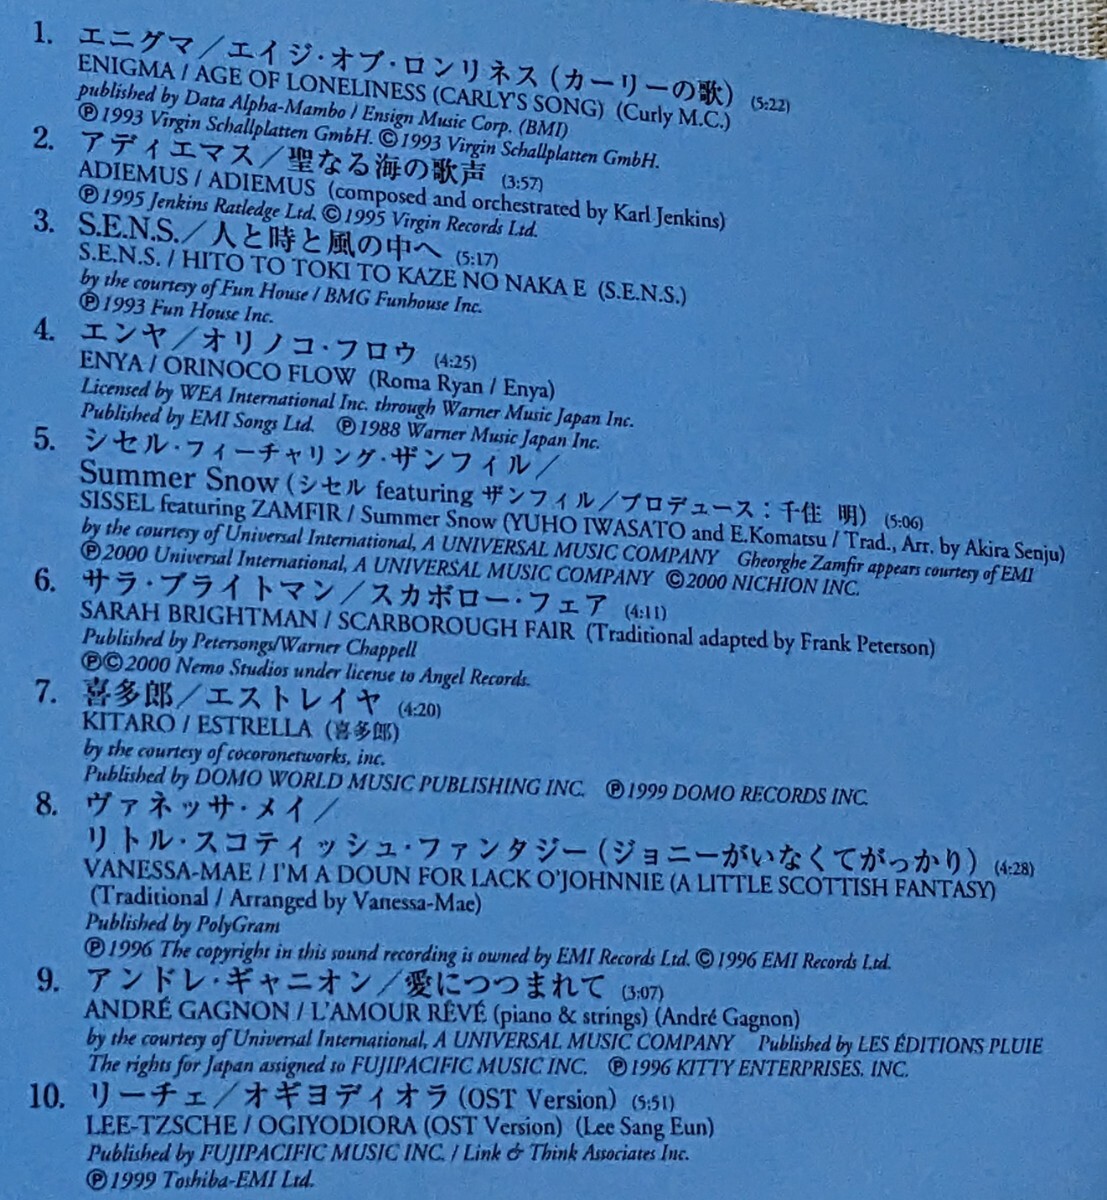 1. エニグマ／エイジ・オブ・ロンリネス（カーリーの歌）(5:22)
ENIGMA / AGE OF LONELINESS (CARLY'S SONG) (Curly M.C.)
published by Data Alpha-Mambo / Ensign Music Corp. (BMI)
Ⓟ1993 Virgin Schallplatten GmbH. ©1993 Virgin Schallplatten GmbH.
2. アディエマス／聖なる海の歌声 (3:57)
ADIEMUS / ADIEMUS (composed and orchestrated by Karl Jenkins)
Ⓟ1995 Jenkins Ratledge Ltd. ©1995 Virgin Records Ltd.
3. S.E.N.S.／人と時と風の中へ (5:17)
S.E.N.S. / HITO TO TOKI TO KAZE NO NAKA E (S.E.N.S.)
by the courtesy of Fun House / BMG Funhouse Inc.
Ⓟ1993 Fun House Inc.
4. エンヤ／オリノコ・フロウ (4:25)
ENYA / ORINOCO FLOW (Roma Ryan / Enya)
Licensed by WEA International Inc. through Warner Music Japan Inc.
Published by EMI Songs Ltd. Ⓟ1988 Warner Music Japan Inc.
5. シセル・フィーチャリング・ザンフィル／
Summer Snow（シセル featuring ザンフィル／プロデュース：千住 明）(5:06)
SISSEL featuring ZAMFIR / Summer Snow (YUHO IWASATO and E.Komatsu / Trad., Arr. by Akira Senju)
by the courtesy of Universal International, A UNIVERSAL MUSIC COMPANY Gheorghe Zamfir appears courtesy of EMI
Ⓟ2000 Universal International, A UNIVERSAL MUSIC COMPANY ©2000 NICHION INC.
6. サラ・ブライトマン／スカボロー・フェア (4:11)
SARAH BRIGHTMAN / SCARBOROUGH FAIR (Traditional adapted by Frank Peterson)
Published by Petersongs/Warner Chappell
Ⓟ©2000 Nemo Studios under license to Angel Records.
7. 喜多郎／エストレイヤ (4:20)
KITARO / ESTRELLA（喜多郎）
by the courtesy of cocoronetworks, inc.
Published by DOMO WORLD MUSIC PUBLISHING INC. Ⓟ1999 DOMO RECORDS INC.
8. ヴァネッサ・メイ／
リトル・スコティッシュ・ファンタジー（ジョニーがいなくてがっかり）(4:28)
VANESSA-MAE / I'M A DOUN FOR LACK O'JOHNNIE (A LITTLE SCOTTISH FANTASY)
(Traditional / Arranged by Vanessa-Mae)
Published by PolyGram
Ⓟ1996 The copyright in this sound recording is owned by EMI Records Ltd. ©1996 EMI Records Ltd.
9. アンドレ・ギャニオン／愛につつまれて (3:07)
ANDRÉ GAGNON / L'AMOUR RÊVÉ (piano & strings) (André Gagnon)
by the courtesy of Universal International, A UNIVERSAL MUSIC COMPANY Published by LES ÉDITIONS PLUIE
The rights for Japan assigned to FUJIPACIFIC MUSIC INC. Ⓟ1996 KITTY ENTERPRISES. INC.
10. リーチェ／オギヨディオラ (OST Version) (5:51)
LEE-TZSCHE / OGIYODIORA (OST Version) (Lee Sang Eun)
Published by FUJIPACIFIC MUSIC INC. / Link & Think Associates Inc.
Ⓟ1999 Toshiba-EMI Ltd.